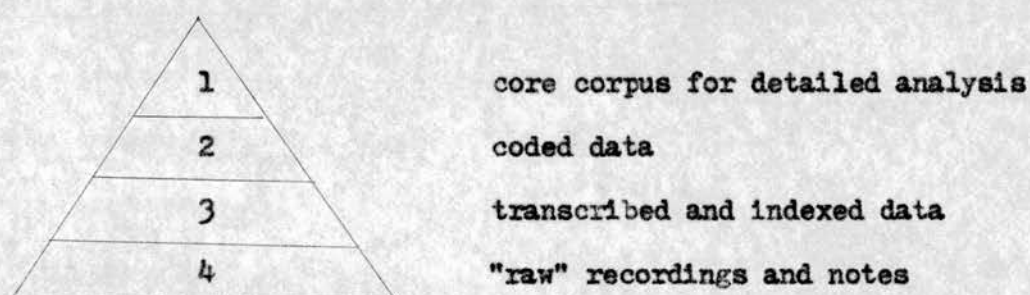 1 core corpus for detailed analysis
2 coded data
3 transcribed and indexed data
4 "raw" recordings and notes